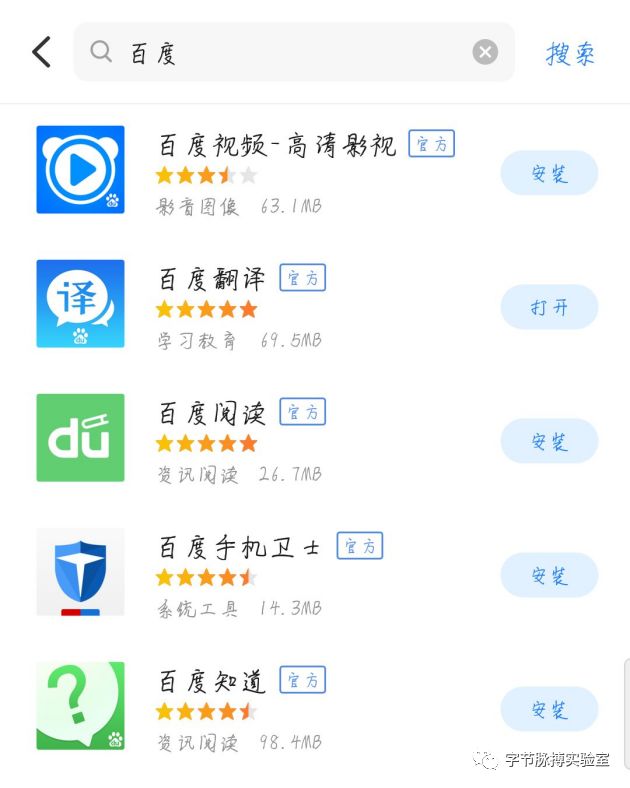 百度
搜索
百度视频-高清影视 官方
影音图像 63.1MB
安装
译
du
百度翻译 官方
学习教育 69.5MB
打开
dú
百度阅读 官方
资讯阅读 26.7MB
安装
百度手机卫士 官方
系统工具 14.3MB
安装
?
du
百度知道 官方
资讯阅读 98.4MB
安装
字节脉搏实验室